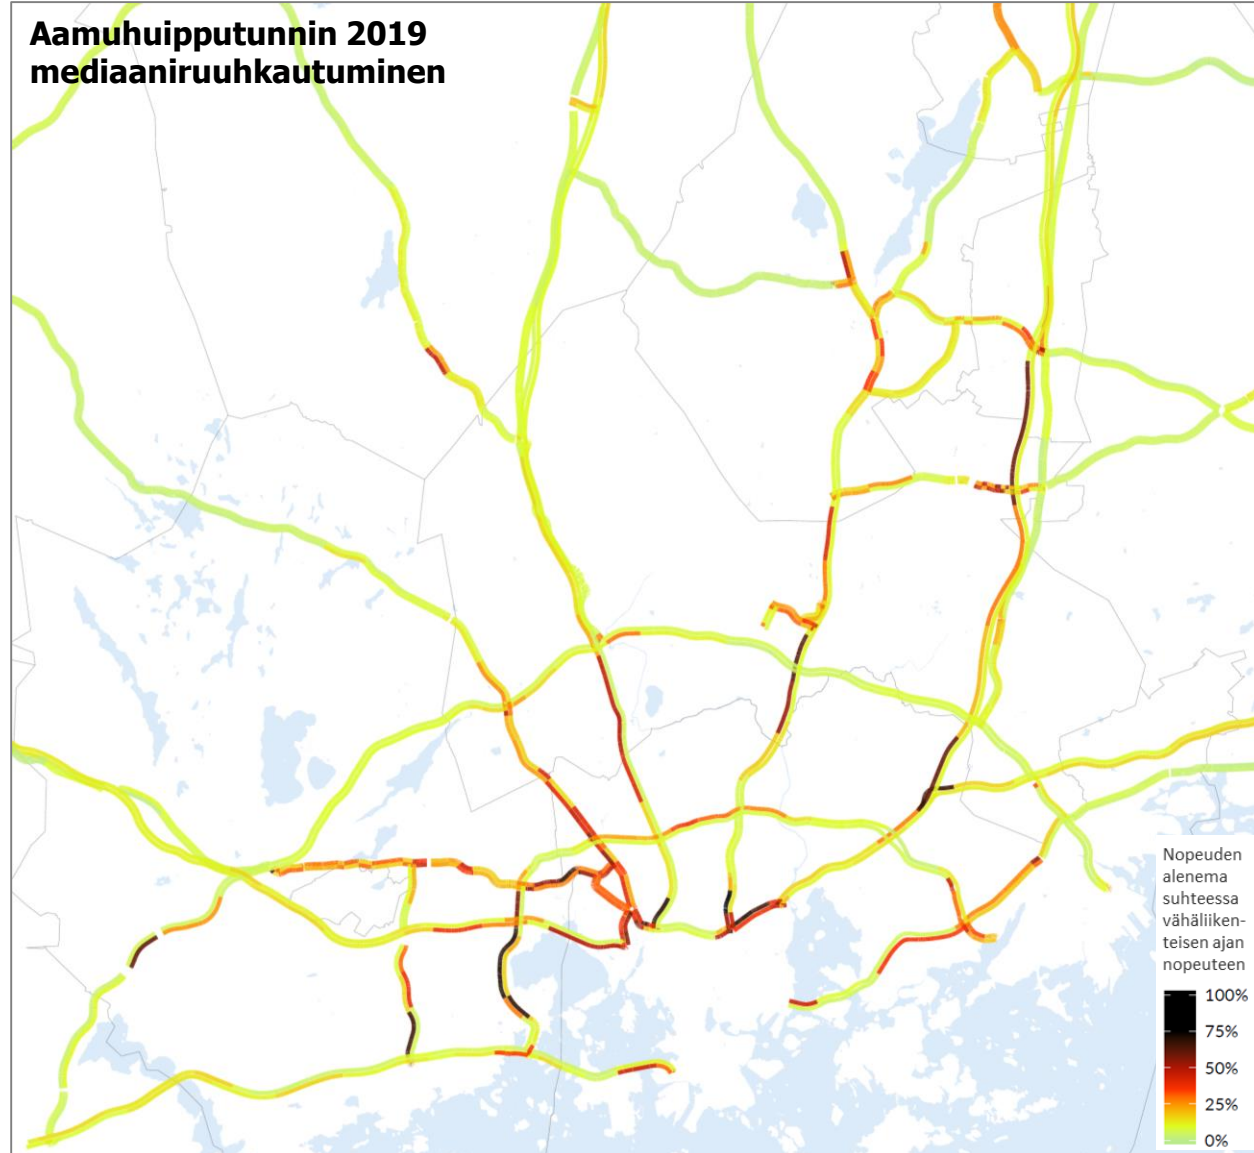 Aamuhuipputunnin 2019
mediaaniruuhkautuminen
Nopeuden
alenema
suhteessa
vähäliiken-
teisen ajan
nopeuteen
100%
75%
50%
25%
0%